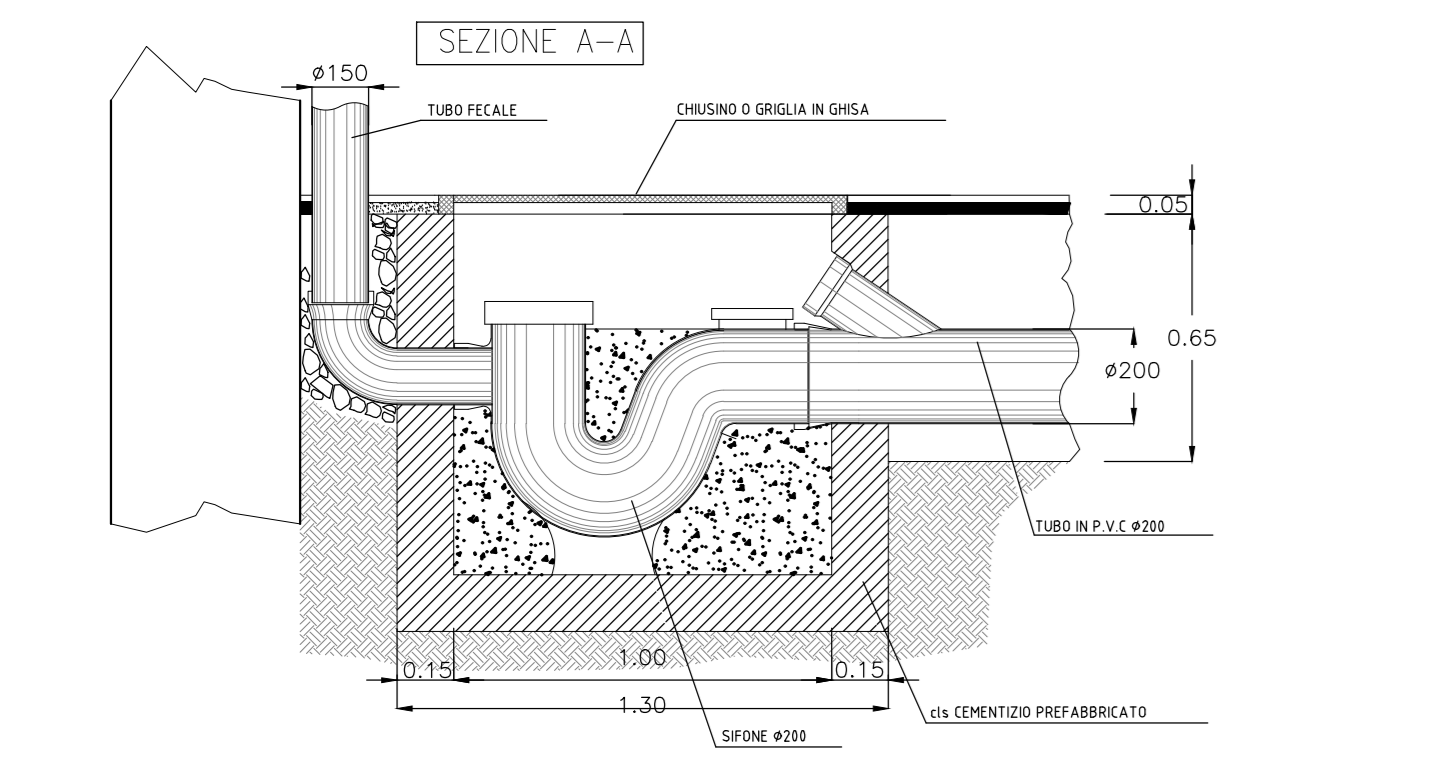 SEZIONE A-A
ø150
TUBO FECALE
CHIUSINO O GRIGLIA IN GHISA
0.05
0.65
ø200
TUBO IN P.V.C ø200
0.15
1.00
0.15
1.30
cls CEMENTIZIO PREFABBRICATO
SIFONE ø200